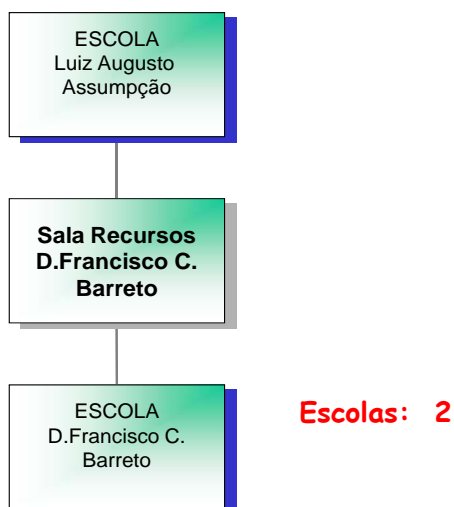 ESCOLA
Luiz Augusto
Assumpção
Sala Recursos
D.Francisco C.
Barreto
ESCOLA
D.Francisco C.
Barreto
Escolas: 2